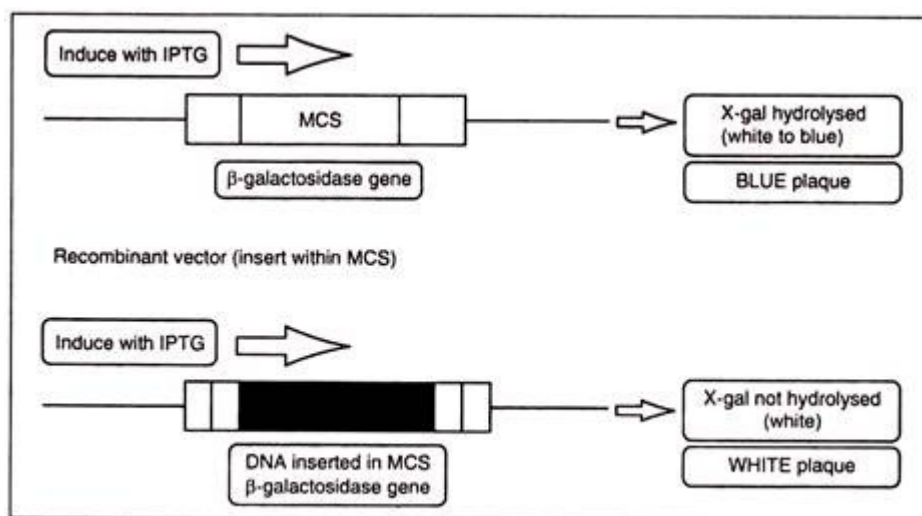 Induce with IPTG
MCS
X-gal hydrolysed
(white to blue)
β-galactosidase gene
BLUE plaque
Recombinant vector (insert within MCS)
Induce with IPTG
X-gal not hydrolysed
(white)
DNA inserted in MCS
β-galactosidase gene
WHITE plaque